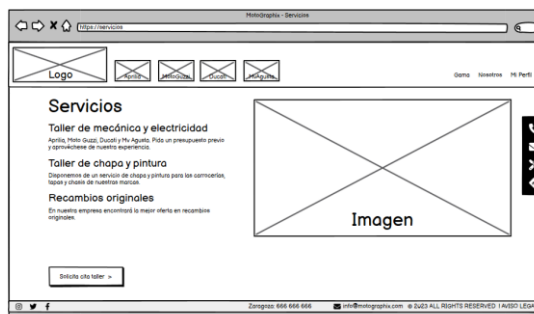 MotoGraphix - Servicios
https://servicios
Logo
Aprilia
MotoGuzzi
Ducati
MvAgusta
Gama Nosotros Mi Perfil
Servicios
Taller de mecánica y electricidad
Aprilia, Moto Guzzi, Ducati y Mv Agusta. Pida un presupuesto previo
y aprovéchese de nuestra experiencia.
Taller de chapa y pintura
Disponemos de un servicio de chapa y pintura para las carrocerías,
tapas y chasis de nuestras marcas.
Recambios originales
En nuestra empresa encontrará la mejor oferta en recambios
originales.
Imagen
Solicita cita taller >
Zaragoza: 666 666 666 info@motographix.com © 2023 ALL RIGHTS RESERVED | AVISO LEGA